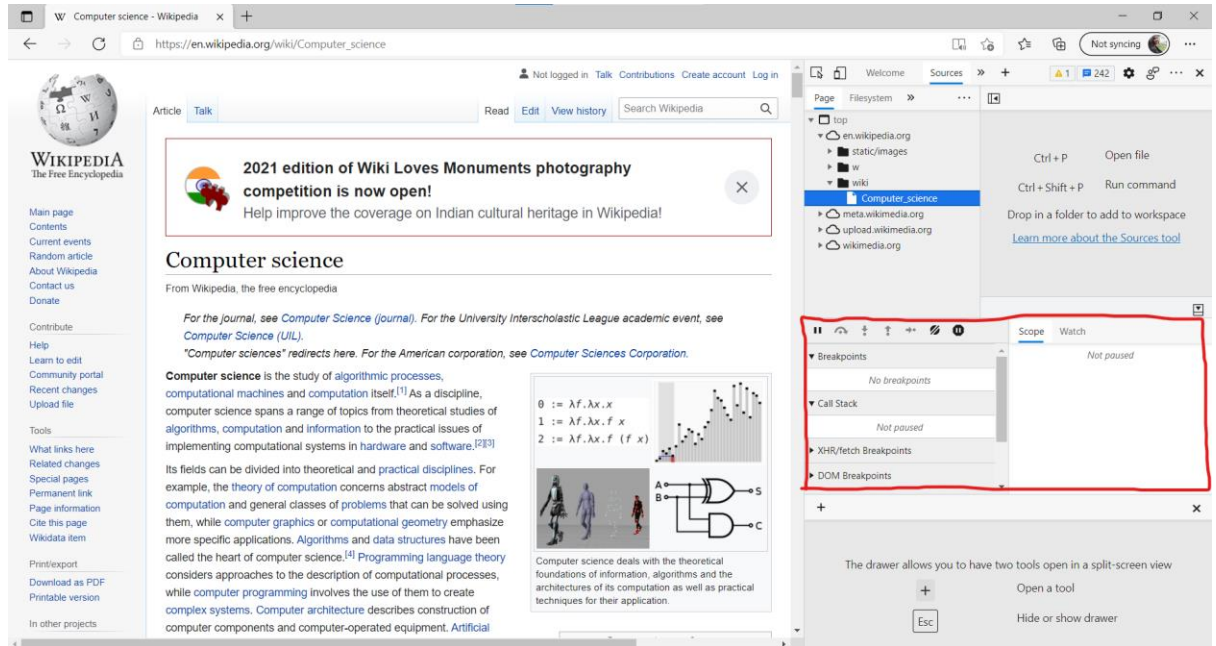 Computer science - Wikipedia
https://en.wikipedia.org/wiki/Computer_science
Not syncing
WIKIPEDIA
The Free Encyclopedia
Main page
Contents
Current events
Random article
About Wikipedia
Contact us
Donate
Contribute
Help
Learn to edit
Community portal
Recent changes
Upload file
Tools
What links here
Related changes
Special pages
Permanent link
Page information
Cite this page
Wikidata item
Print/export
Download as PDF
Printable version
In other projects
Not logged in Talk Contributions Create account Log in
Article Talk Read Edit View history Search Wikipedia
2021 edition of Wiki Loves Monuments photography
competition is now open!
Help improve the coverage on Indian cultural heritage in Wikipedia!
Computer science
From Wikipedia, the free encyclopedia
For the journal, see Computer Science (journal). For the University Interscholastic League academic event, see
Computer Science (UIL).
"Computer sciences" redirects here. For the American corporation, see Computer Sciences Corporation.
Computer science is the study of algorithmic processes,
computational machines and computation itself.[1] As a discipline,
computer science spans a range of topics from theoretical studies of
algorithms, computation and information to the practical issues of
implementing computational systems in hardware and software.[2][3]
Its fields can be divided into theoretical and practical disciplines. For
example, the theory of computation concerns abstract models of
computation and general classes of problems that can be solved using
them, while computer graphics or computational geometry emphasize
more specific applications. Algorithms and data structures have been
called the heart of computer science.[4] Programming language theory
considers approaches to the description of computational processes,
while computer programming involves the use of them to create
complex systems. Computer architecture describes construction of
computer components and computer-operated equipment. Artificial
0 := λf.λx.x
1 := λf.λx.f x
2 := λf.λx.f (f x)
A
B
S
C
Computer science deals with the theoretical
foundations of information, algorithms and the
architectures of its computation as well as practical
techniques for their application.
Welcome Sources 1 242
Page Filesystem
top
en.wikipedia.org
static/images
w
wiki
Computer_science
meta.wikimedia.org
upload.wikimedia.org
wikimedia.org
Ctrl + P Open file
Ctrl + Shift + P Run command
Drop in a folder to add to workspace
Learn more about the Sources tool
Breakpoints
No breakpoints
Call Stack
Not paused
XHR/fetch Breakpoints
DOM Breakpoints
Scope Watch
Not paused
The drawer allows you to have two tools open in a split-screen view
+ Open a tool
Esc Hide or show drawer